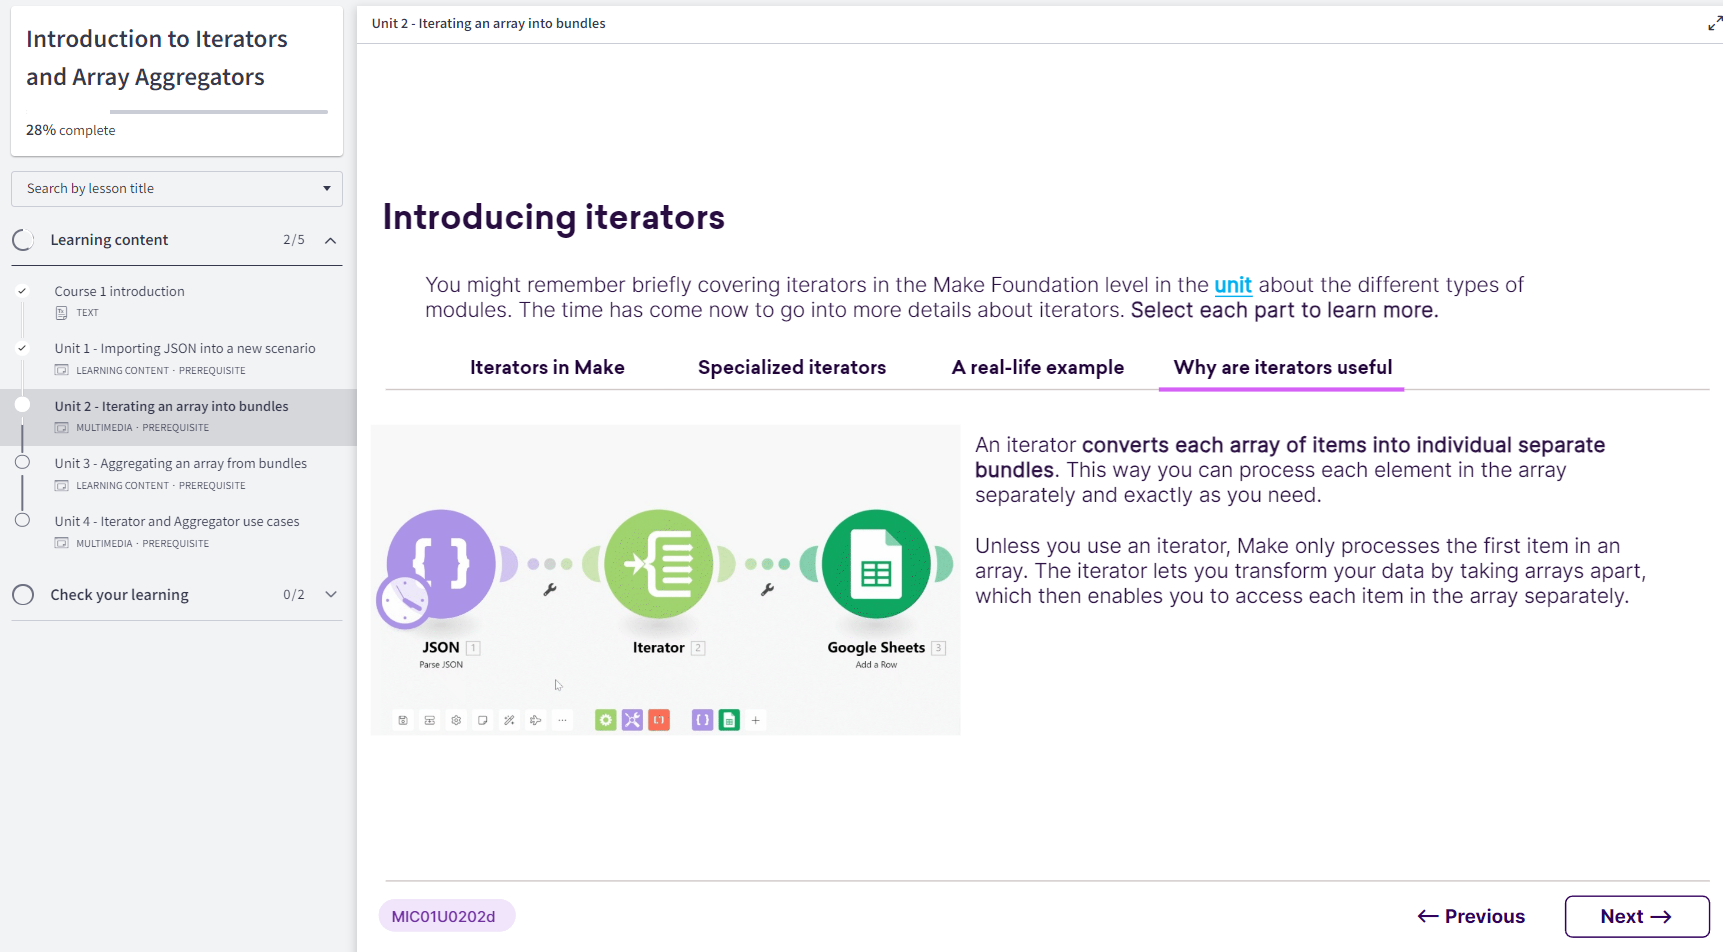 Introduction to Iterators
and Array Aggregators
28% complete
Search by lesson title
Learning content 2/5
Course 1 introduction
TEXT
Unit 1 - Importing JSON into a new scenario
LEARNING CONTENT · PREREQUISITE
Unit 2 - Iterating an array into bundles
MULTIMEDIA · PREREQUISITE
Unit 3 - Aggregating an array from bundles
LEARNING CONTENT · PREREQUISITE
Unit 4 - Iterator and Aggregator use cases
MULTIMEDIA · PREREQUISITE
Check your learning 0/2
Unit 2 - Iterating an array into bundles
Introducing iterators
You might remember briefly covering iterators in the Make Foundation level in the unit about the different types of
modules. The time has come now to go into more details about iterators. Select each part to learn more.
Iterators in Make Specialized iterators A real-life example Why are iterators useful
JSON 1 Iterator 2 Google Sheets 3
Parse JSON Add a Row
An iterator converts each array of items into individual separate
bundles. This way you can process each element in the array
separately and exactly as you need.
Unless you use an iterator, Make only processes the first item in an
array. The iterator lets you transform your data by taking arrays apart,
which then enables you to access each item in the array separately.
MIC01U0202d
← Previous Next →